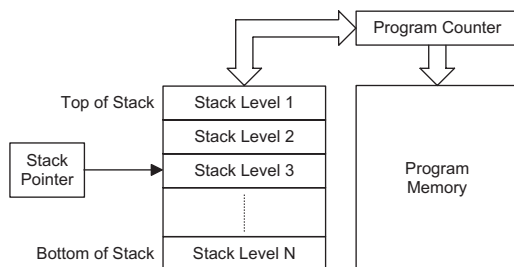 Program Counter
Top of Stack
Stack Level 1
Stack Level 2
Stack
Pointer
Stack Level 3
Program
Memory
Bottom of Stack
Stack Level N